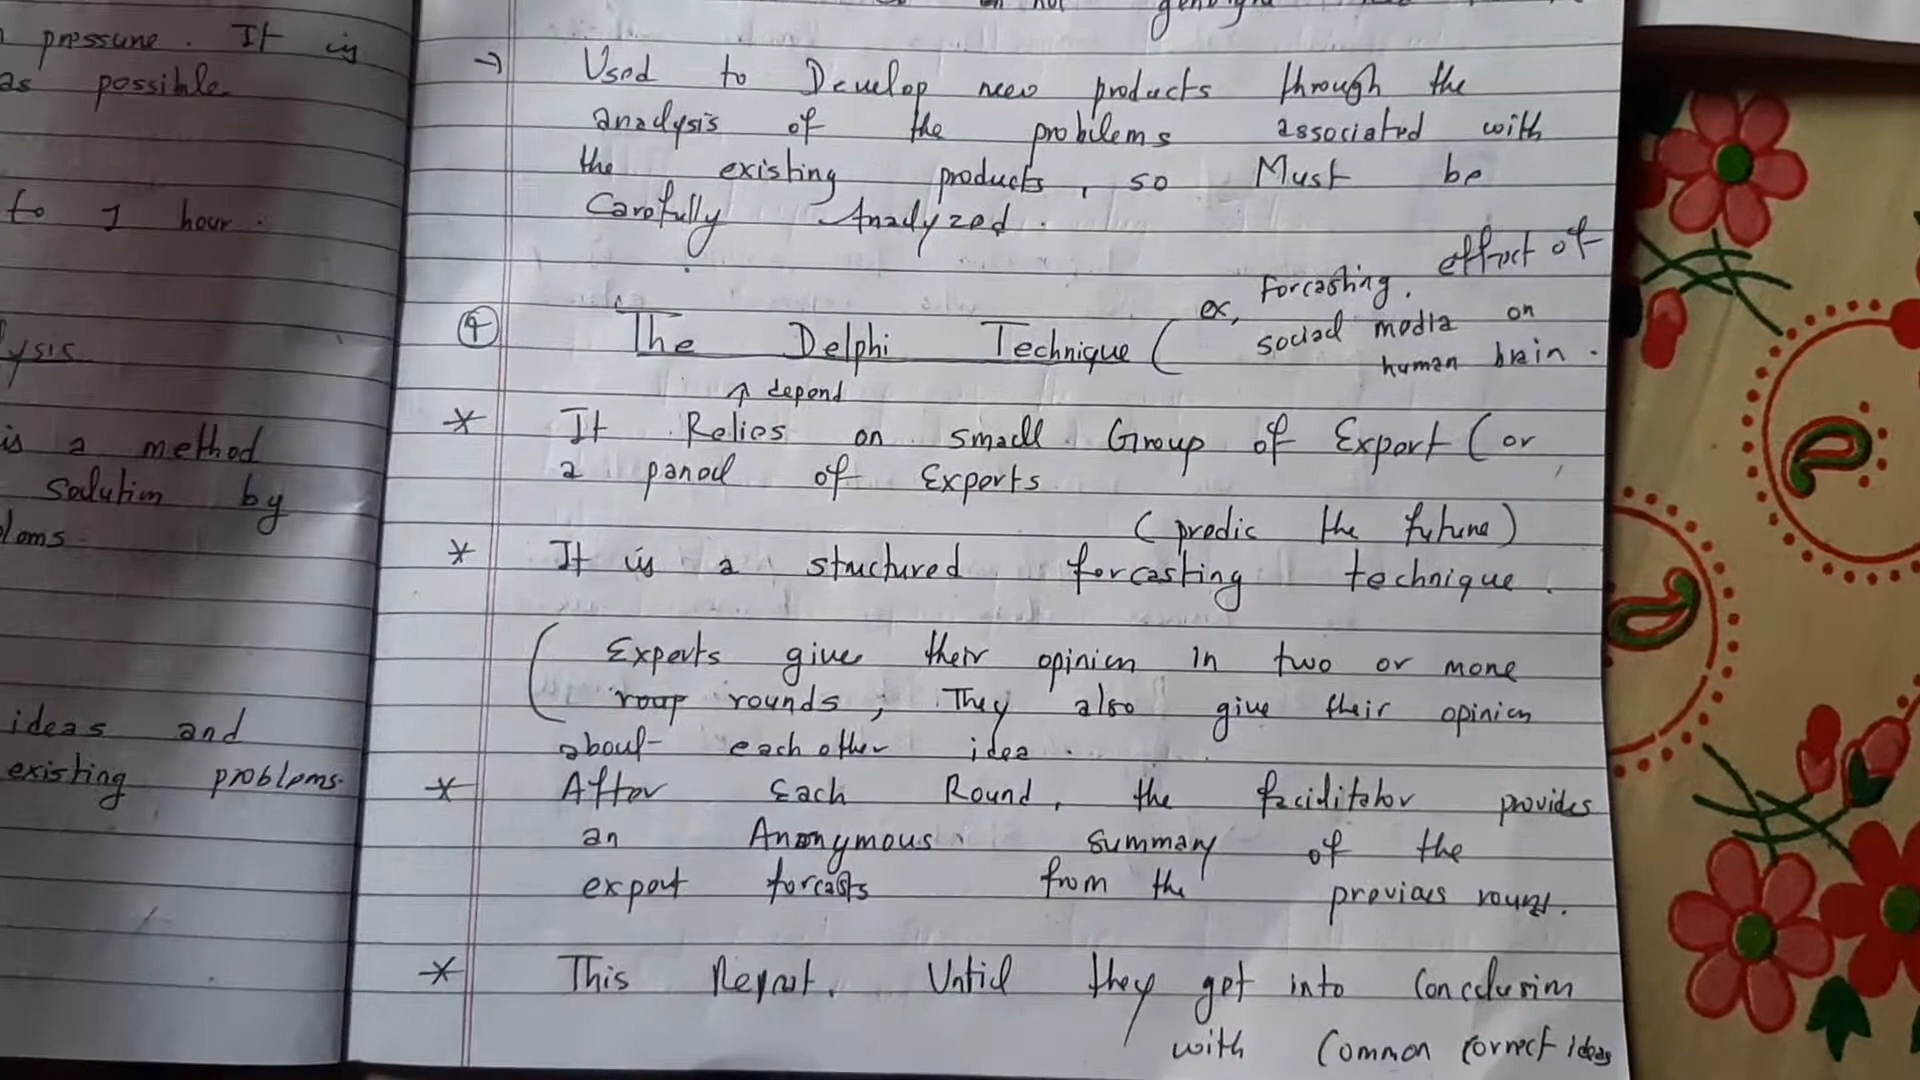 pressure. It is
as possible
to 1 hour.
ysis
is a method
solution by
lems
ideas and
existing problems.
not
→ Used to Develop new products through the
analysis of the problems associated with
the existing products, so Must be
Carefully Analyzed.
④ The Delphi Technique ( ex, Forcasting. effect of
social media on
human brain.
↗ depend
* It Relies on small Group of Expert (or
a panel of Experts
(predic the future)
* It is a structured forcasting technique.
( Experts give their opinion in two or more
rounds, They also give their opinion
about each other idea.
* After Each Round, the facilitator provides
an Anonymous summary of the
expert forcasts from the previous round.
* This Repeat. Until they get into Conclusion
with Common correct ideas